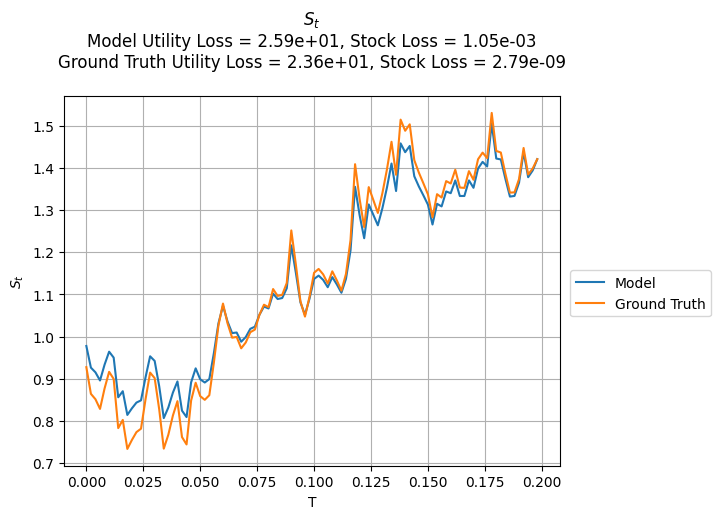 S_t
Model Utility Loss = 2.59e+01, Stock Loss = 1.05e-03
Ground Truth Utility Loss = 2.36e+01, Stock Loss = 2.79e-09
1.5
1.4
1.3
1.2
1.1
1.0
0.9
0.8
0.7
S_t
0.000 0.025 0.050 0.075 0.100 0.125 0.150 0.175 0.200
T
Model
Ground Truth